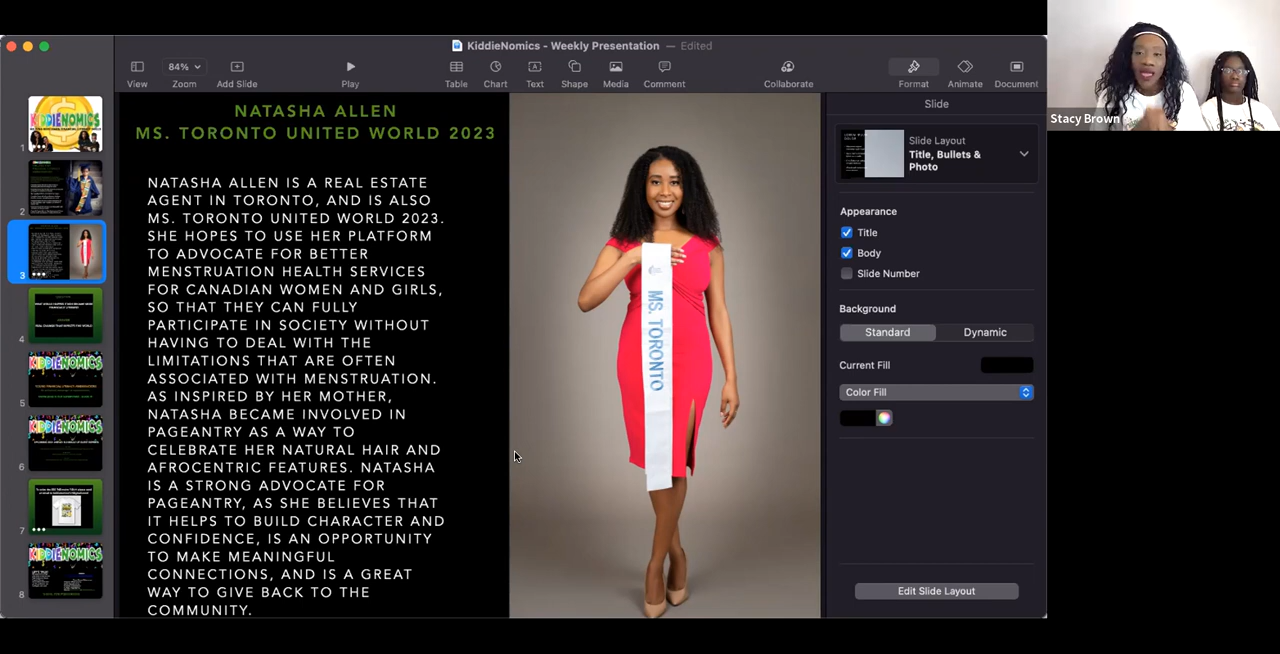 KiddieNomics - Weekly Presentation — Edited
84%
View
Zoom
Add Slide
Play
Table
Chart
Text
Shape
Media
Comment
Collaborate
Format
Animate
Document
KIDDIENOMICS
1
2
3
4
KIDDIENOMICS
5
KIDDIENOMICS
6
7
KIDDIENOMICS
8
NATASHA ALLEN
MS. TORONTO UNITED WORLD 2023
NATASHA ALLEN IS A REAL ESTATE
AGENT IN TORONTO, AND IS ALSO
MS. TORONTO UNITED WORLD 2023.
SHE HOPES TO USE HER PLATFORM
TO ADVOCATE FOR BETTER
MENSTRUATION HEALTH SERVICES
FOR CANADIAN WOMEN AND GIRLS,
SO THAT THEY CAN FULLY
PARTICIPATE IN SOCIETY WITHOUT
HAVING TO DEAL WITH THE
LIMITATIONS THAT ARE OFTEN
ASSOCIATED WITH MENSTRUATION.
AS INSPIRED BY HER MOTHER,
NATASHA BECAME INVOLVED IN
PAGEANTRY AS A WAY TO
CELEBRATE HER NATURAL HAIR AND
AFROCENTRIC FEATURES. NATASHA
IS A STRONG ADVOCATE FOR
PAGEANTRY, AS SHE BELIEVES THAT
IT HELPS TO BUILD CHARACTER AND
CONFIDENCE, IS AN OPPORTUNITY
TO MAKE MEANINGFUL
CONNECTIONS, AND IS A GREAT
WAY TO GIVE BACK TO THE
COMMUNITY.
MS. TORONTO
Slide
Slide Layout
Title, Bullets &
Photo
Appearance
Title
Body
Slide Number
Background
Standard
Dynamic
Current Fill
Color Fill
Edit Slide Layout
Stacy Brown